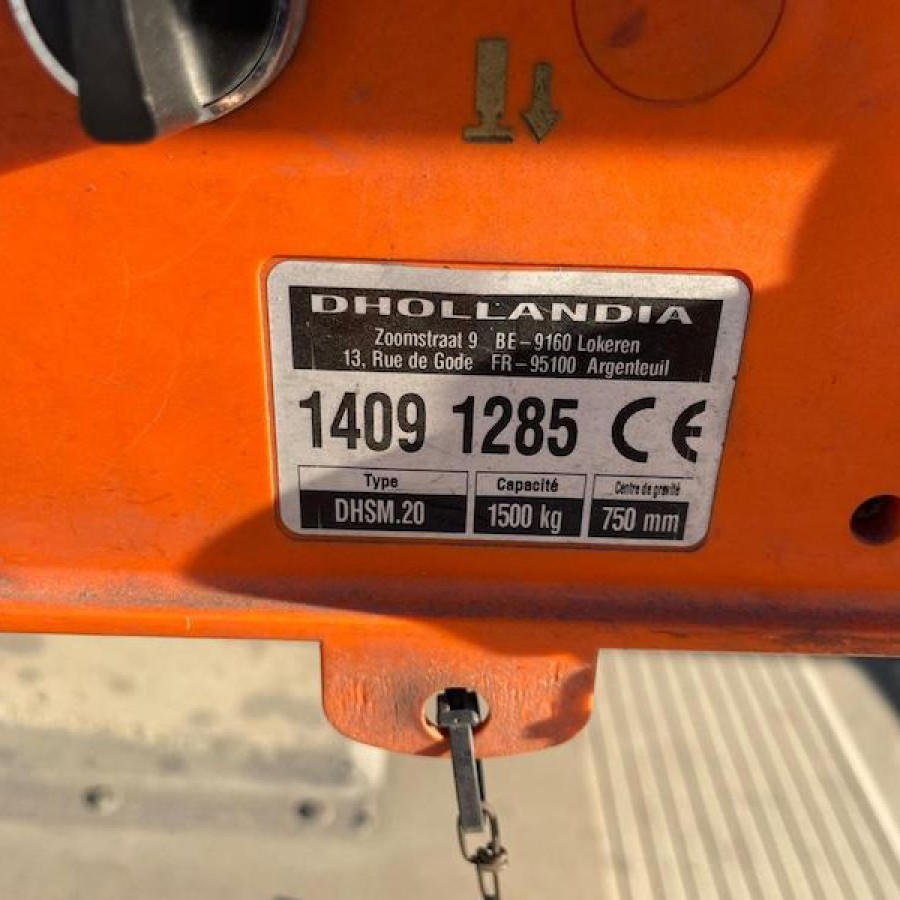 DHOLLANDIA
Zoomstraat 9 BE-9160 Lokeren
13, Rue de Gode FR-95100 Argenteuil
1409 1285 CE
Type Capacité Centre de gravité
DHSM.20 1500 kg 750 mm